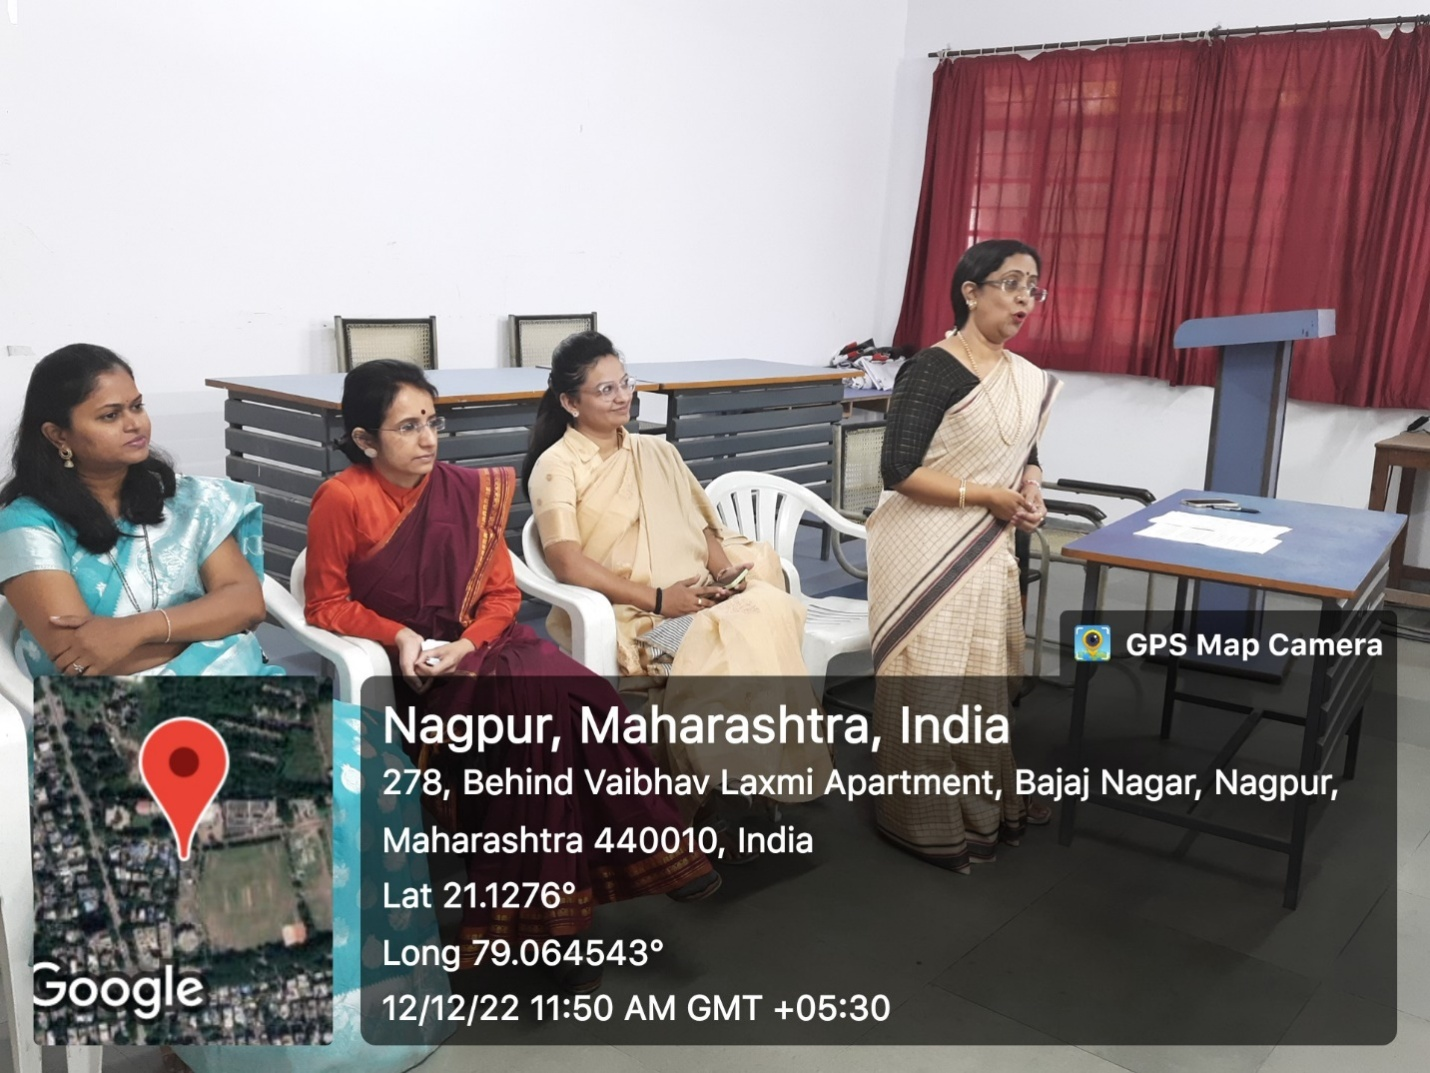 GPS Map Camera
Nagpur, Maharashtra, India
278, Behind Vaibhav Laxmi Apartment, Bajaj Nagar, Nagpur,
Maharashtra 440010, India
Lat 21.1276°
Long 79.064543°
12/12/22 11:50 AM GMT +05:30
Google